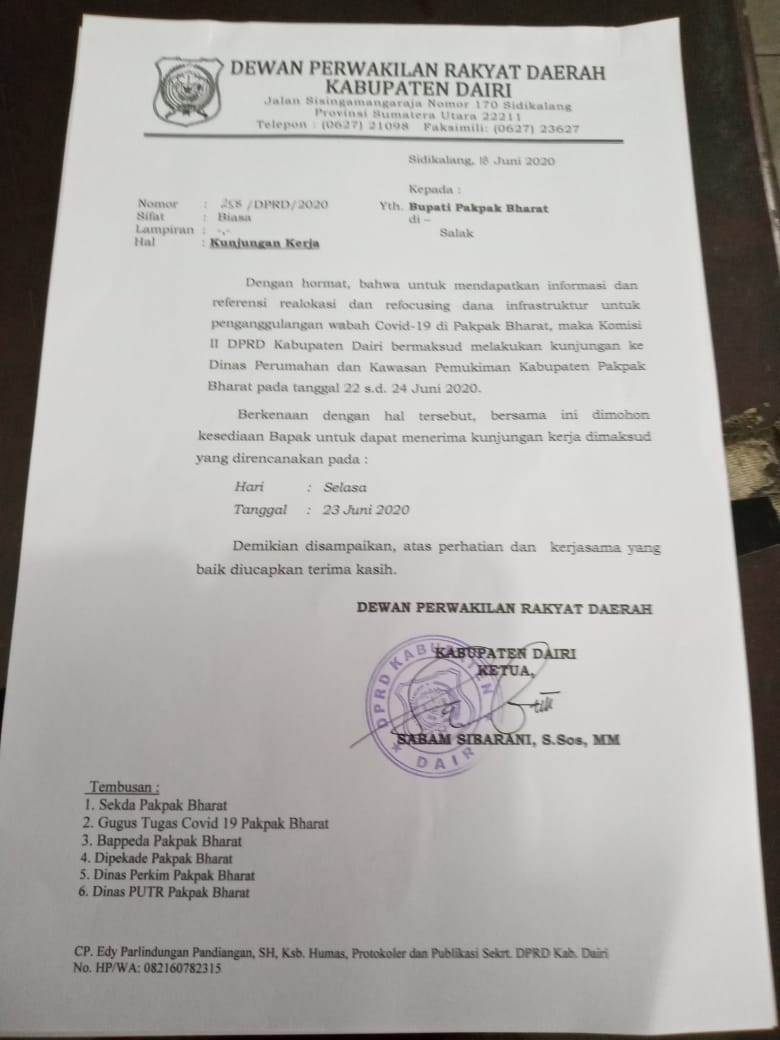 DEWAN PERWAKILAN RAKYAT DAERAH
KABUPATEN DAIRI
Jalan Sisingamangaraja Nomor 170 Sidikalang
Provinsi Sumatera Utara 22211
Telepon : (0627) 21098 Faksimili: (0627) 23627
Sidikalang, 18 Juni 2020
Kepada :
Nomor : 258 /DPRD/2020
Yth. Bupati Pakpak Bharat
Sifat : Biasa
di –
Lampiran : -,-
Salak
Hal : Kunjungan Kerja
Dengan hormat, bahwa untuk mendapatkan informasi dan
referensi realokasi dan refocusing dana infrastruktur untuk
penganggulangan wabah Covid-19 di Pakpak Bharat, maka Komisi
II DPRD Kabupaten Dairi bermaksud melakukan kunjungan ke
Dinas Perumahan dan Kawasan Pemukiman Kabupaten Pakpak
Bharat pada tanggal 22 s.d. 24 Juni 2020.
Berkenaan dengan hal tersebut, bersama ini dimohon
kesediaan Bapak untuk dapat menerima kunjungan kerja dimaksud
yang direncanakan pada :
Hari : Selasa
Tanggal : 23 Juni 2020
Demikian disampaikan, atas perhatian dan kerjasama yang
baik diucapkan terima kasih.
DEWAN PERWAKILAN RAKYAT DAERAH
KABUPATEN DAIRI
KETUA,
DPRD KABUPATEN
DAIRI
SABAM SIBARANI, S.Sos, MM
Tembusan :
1. Sekda Pakpak Bharat
2. Gugus Tugas Covid 19 Pakpak Bharat
3. Bappeda Pakpak Bharat
4. Dipekade Pakpak Bharat
5. Dinas Perkim Pakpak Bharat
6. Dinas PUTR Pakpak Bharat
CP. Edy Parlindungan Pandiangan, SH, Ksb. Humas, Protokoler dan Publikasi Sekrt. DPRD Kab. Dairi
No. HP/WA: 082160782315